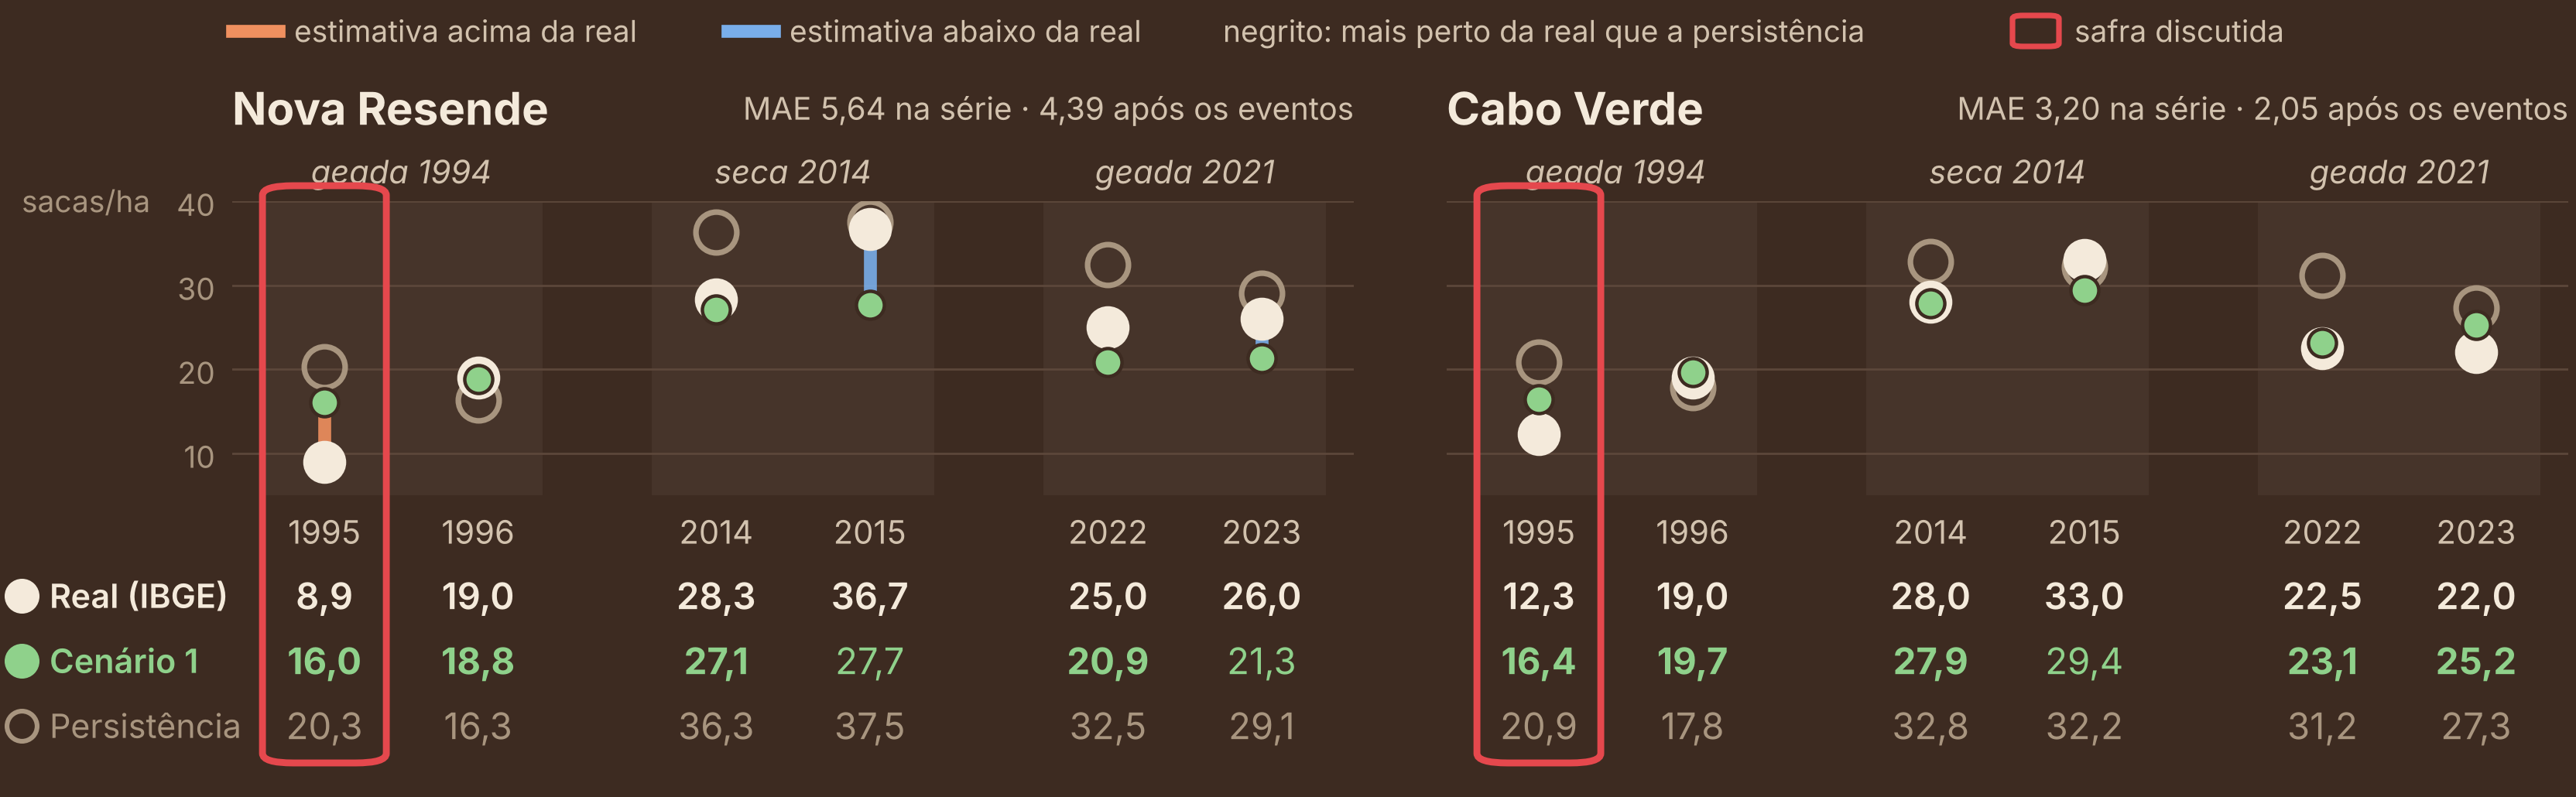 estimativa acima da real estimativa abaixo da real negrito: mais perto da real que a persistência safra discutida
Nova Resende MAE 5,64 na série · 4,39 após os eventos Cabo Verde MAE 3,20 na série · 2,05 após os eventos
geada 1994 seca 2014 geada 2021 geada 1994 seca 2014 geada 2021
sacas/ha 40
30
20
10
1995 1996 2014 2015 2022 2023 1995 1996 2014 2015 2022 2023
Real (IBGE) 8,9 19,0 28,3 36,7 25,0 26,0 12,3 19,0 28,0 33,0 22,5 22,0
Cenário 1 16,0 18,8 27,1 27,7 20,9 21,3 16,4 19,7 27,9 29,4 23,1 25,2
Persistência 20,3 16,3 36,3 37,5 32,5 29,1 20,9 17,8 32,8 32,2 31,2 27,3